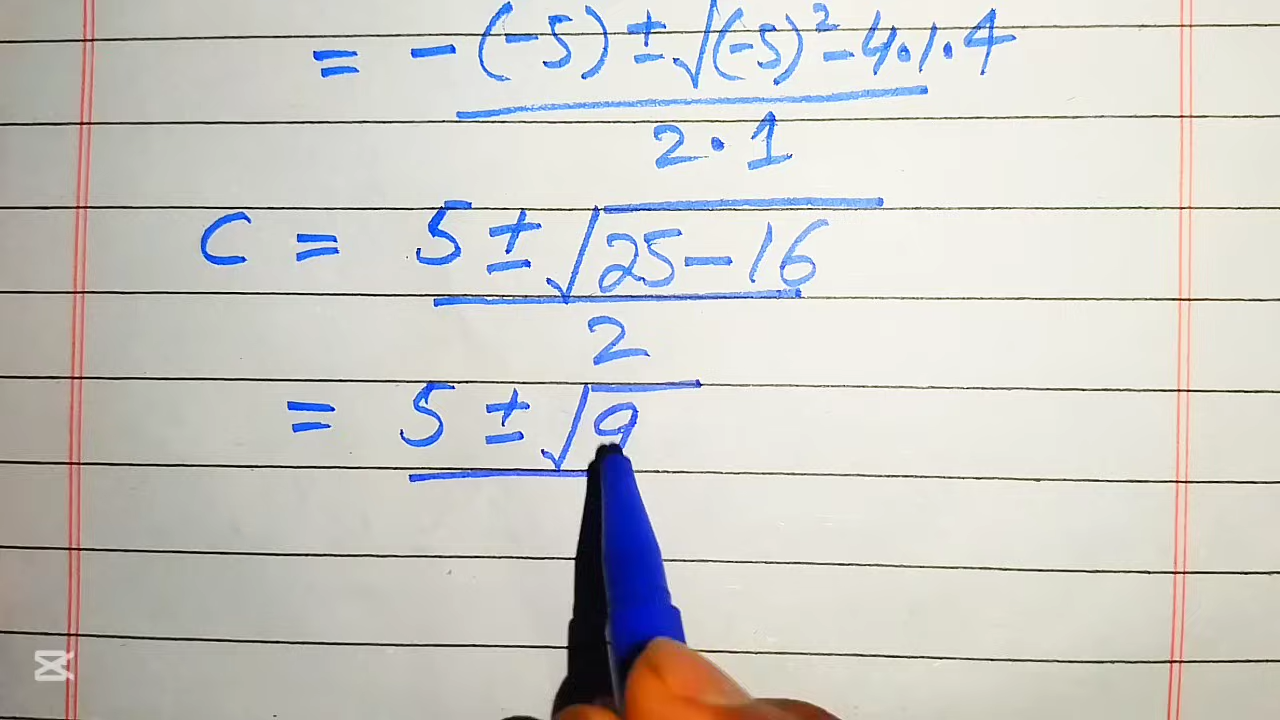 = -(-5) ± √(-5)² - 4.1.4
2 · 1
C = 5 ± √25-16
2
= 5 ± √9